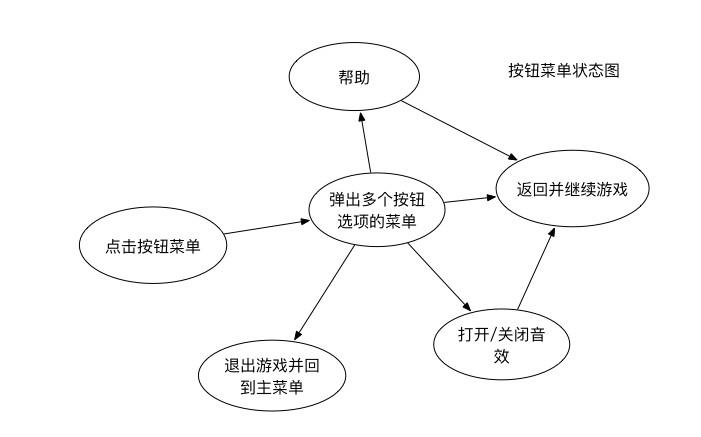 按钮菜单状态图
帮助
返回并继续游戏
弹出多个按钮
选项的菜单
点击按钮菜单
打开/关闭音
效
退出游戏并回
到主菜单